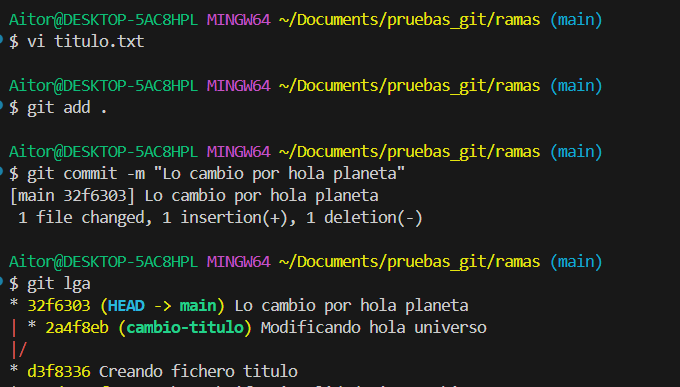 Aitor@DESKTOP-5AC8HPL MINGW64 ~/Documents/pruebas_git/ramas (main)
$ vi titulo.txt
Aitor@DESKTOP-5AC8HPL MINGW64 ~/Documents/pruebas_git/ramas (main)
$ git add .
Aitor@DESKTOP-5AC8HPL MINGW64 ~/Documents/pruebas_git/ramas (main)
$ git commit -m "Lo cambio por hola planeta"
[main 32f6303] Lo cambio por hola planeta
 1 file changed, 1 insertion(+), 1 deletion(-)
Aitor@DESKTOP-5AC8HPL MINGW64 ~/Documents/pruebas_git/ramas (main)
$ git lga
* 32f6303 (HEAD -> main) Lo cambio por hola planeta
| * 2a4f8eb (cambio-titulo) Modificando hola universo
|/
* d3f8336 Creando fichero titulo